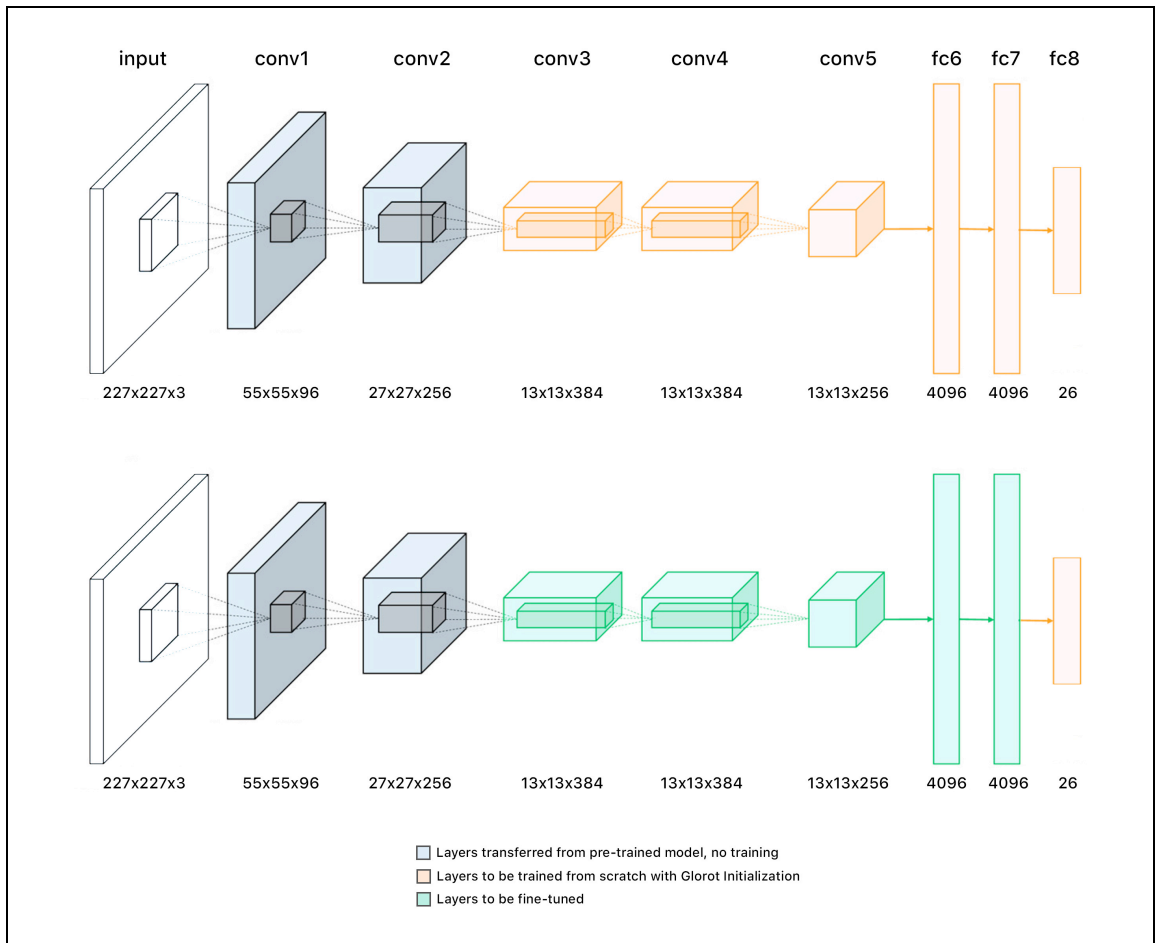 input conv1 conv2 conv3 conv4 conv5 fc6 fc7 fc8
227x227x3 55x55x96 27x27x256 13x13x384 13x13x384 13x13x256 4096 4096 26
227x227x3 55x55x96 27x27x256 13x13x384 13x13x384 13x13x256 4096 4096 26
Layers transferred from pre-trained model, no training
Layers to be trained from scratch with Glorot Initialization
Layers to be fine-tuned